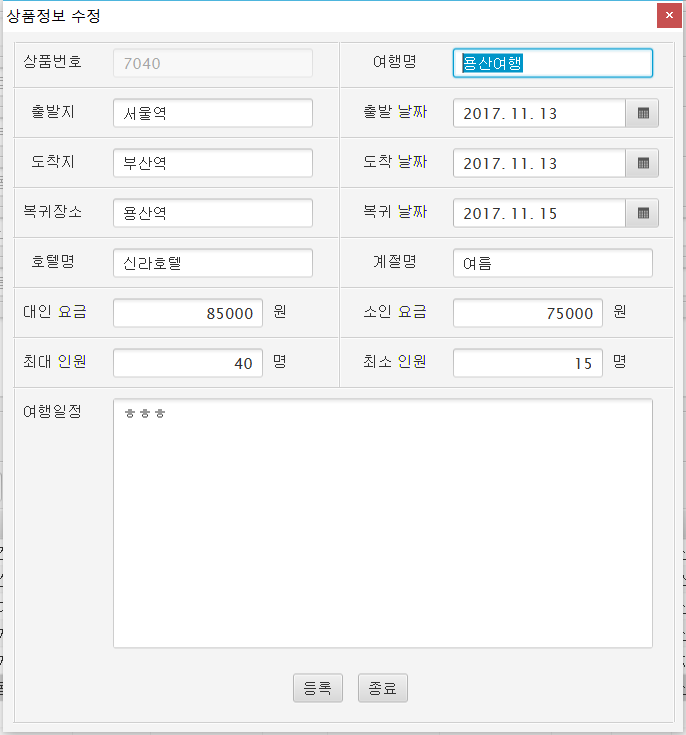 상품정보 수정
상품번호 7040 여행명 용산여행
출발지 서울역 출발 날짜 2017. 11. 13
도착지 부산역 도착 날짜 2017. 11. 13
복귀장소 용산역 복귀 날짜 2017. 11. 15
호텔명 신라호텔 계절명 여름
대인 요금 85000 원 소인 요금 75000 원
최대 인원 40 명 최소 인원 15 명
여행일정 ㅎㅎㅎ
등록 종료